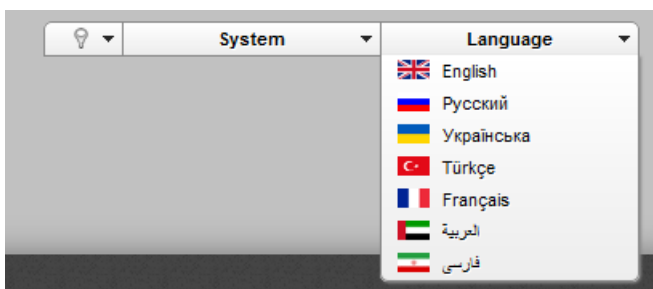 System
Language
English
Русский
Українська
Türkçe
Français
العربية
فارسی